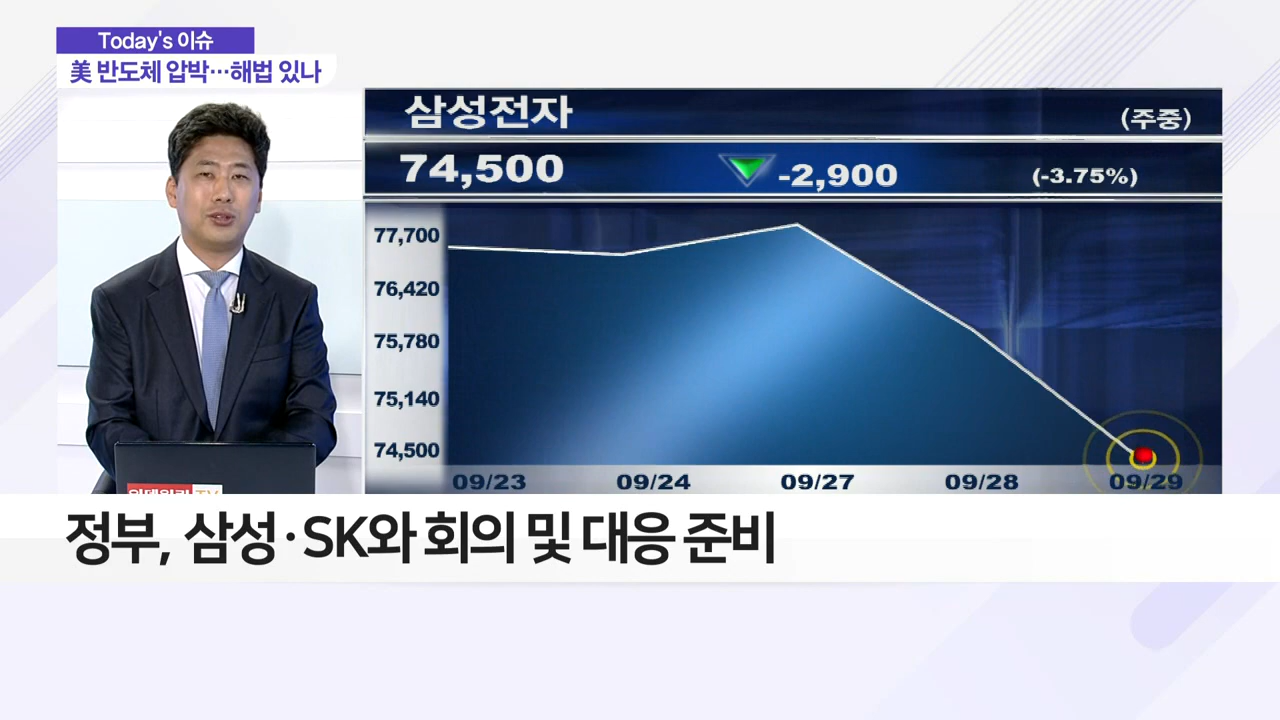 Today's 이슈
美 반도체 압박…해법 있나
삼성전자
(주중)
74,500
-2,900
(-3.75%)
77,700
76,420
75,780
75,140
74,500
09/23
09/24
09/27
09/28
09/29
TV
정부, 삼성·SK와 회의 및 대응 준비